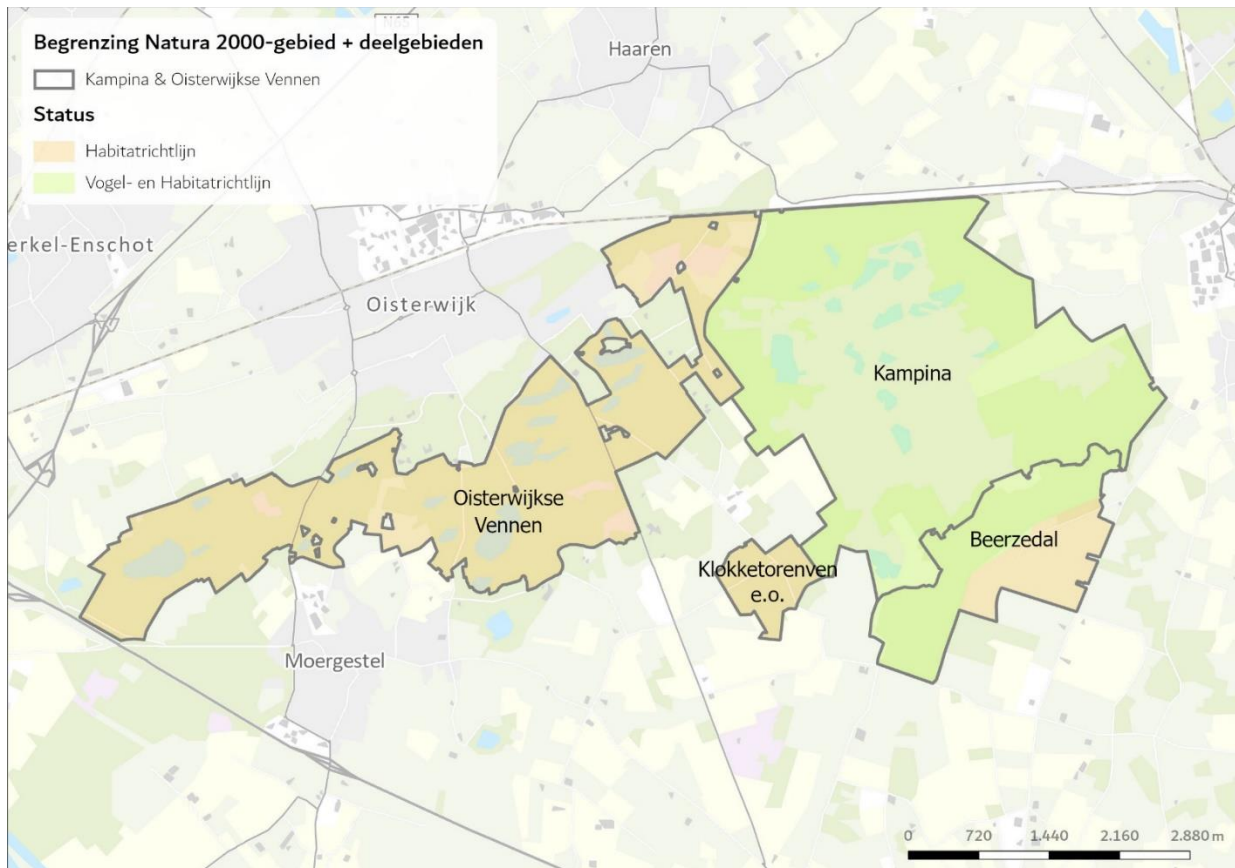 N65
Begrenzing Natura 2000-gebied + deelgebieden
Kampina & Oisterwijkse Vennen
Status
Habitatrichtlijn
Vogel- en Habitatrichtlijn
Haaren
erkel-Enschot
Oisterwijk
Kampina
Oisterwijkse
Vennen
Beerzedal
Klokketorenven
e.o.
Moergestel
0 720 1.440 2.160 2.880 m